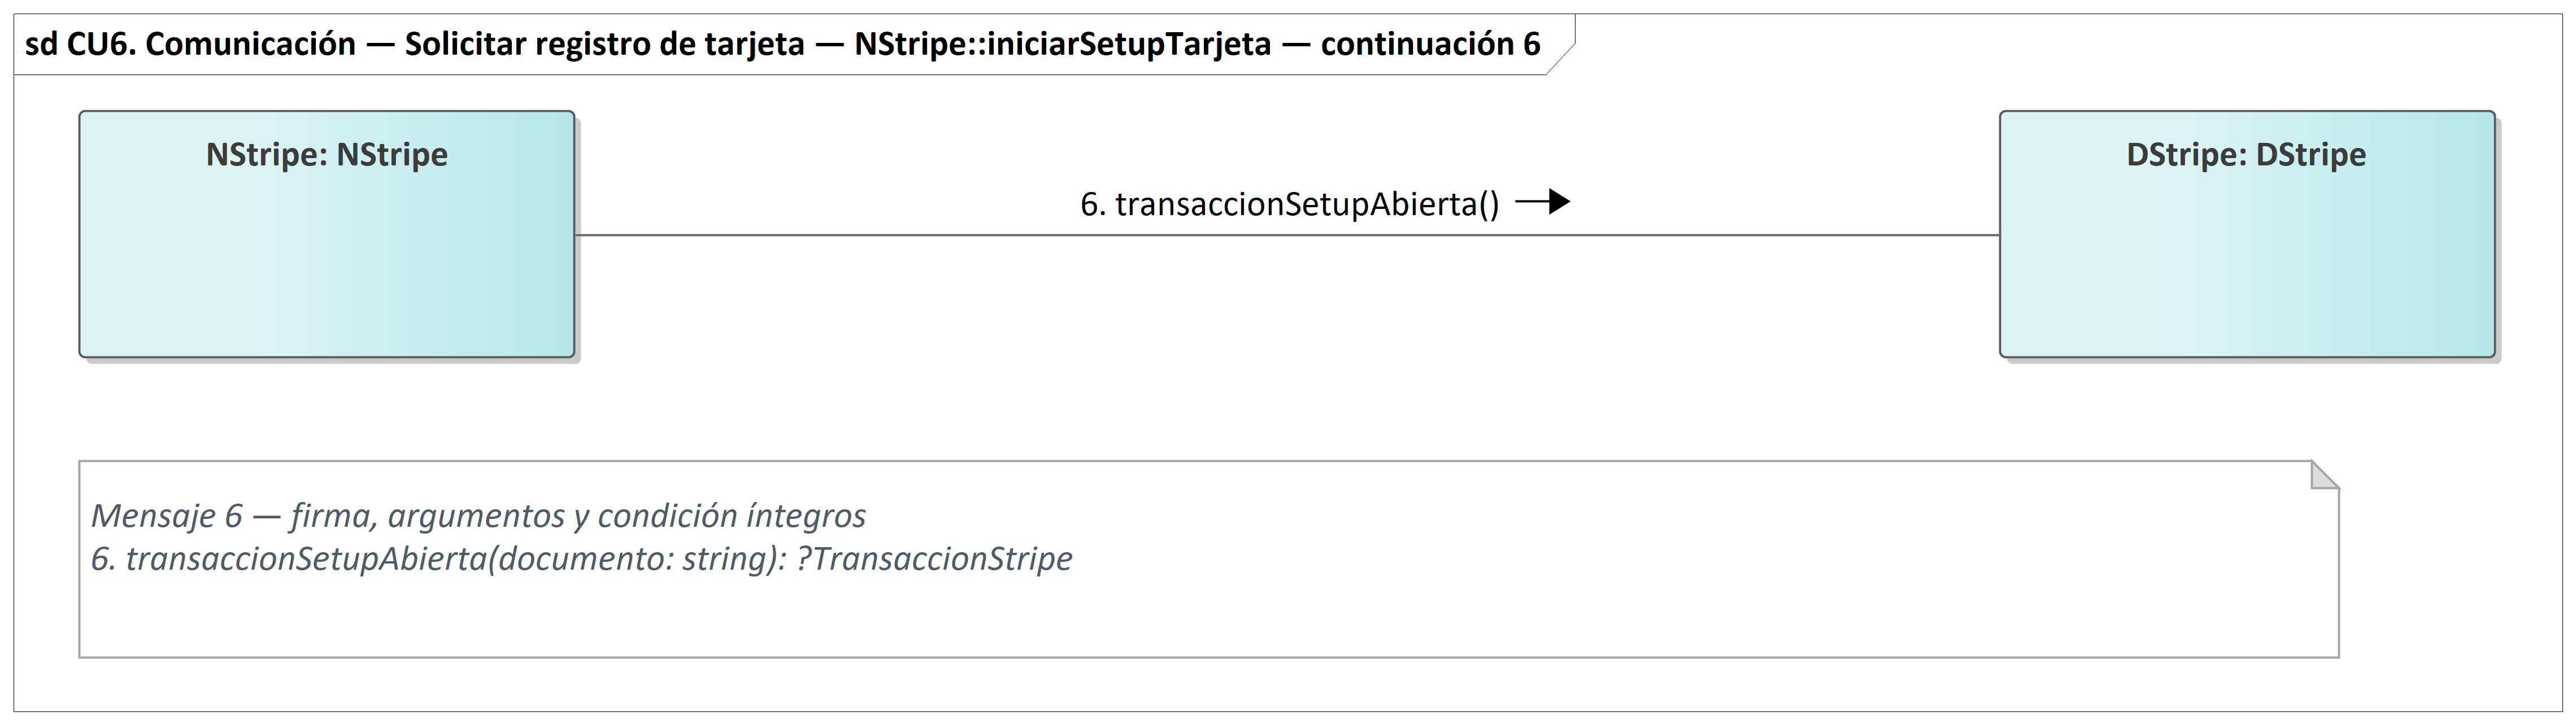 sd CU6. Comunicación — Solicitar registro de tarjeta — NStripe::iniciarSetupTarjeta — continuación 6
NStripe: NStripe
DStripe: DStripe
6. transaccionSetupAbierta()
Mensaje 6 — firma, argumentos y condición íntegros
6. transaccionSetupAbierta(documento: string): ?TransaccionStripe